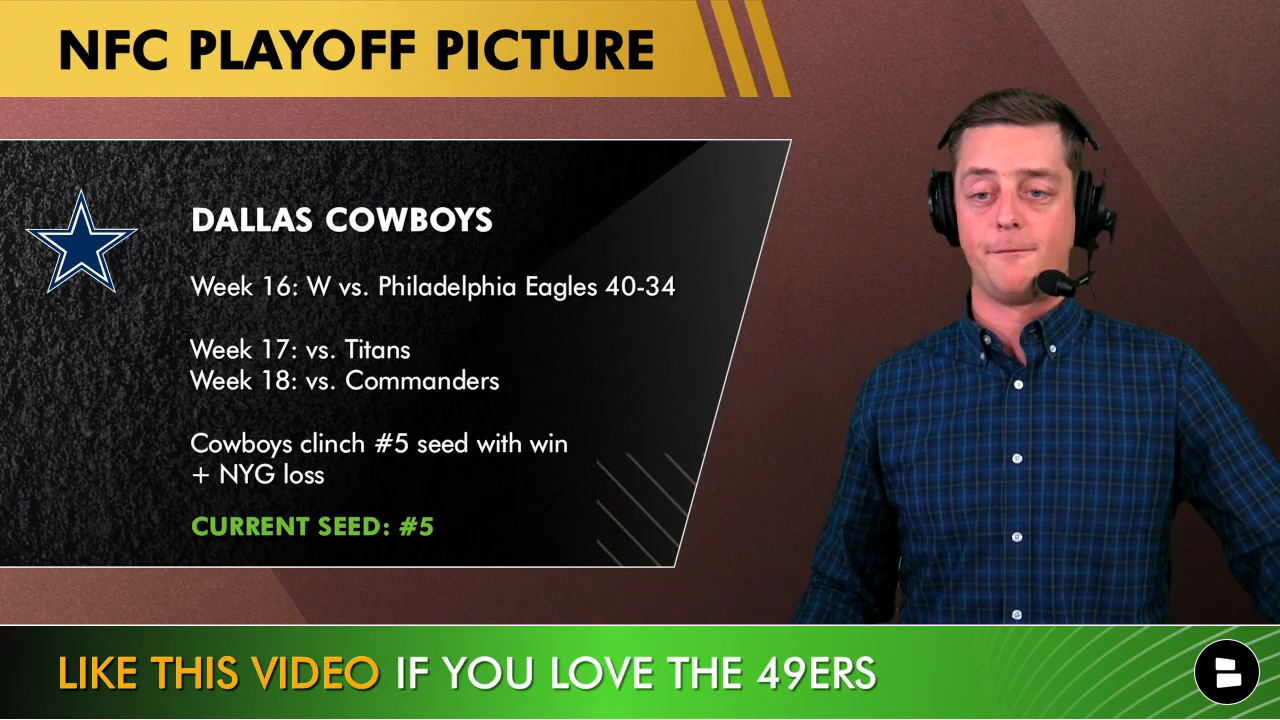 NFC PLAYOFF PICTURE
DALLAS COWBOYS
Week 16: W vs. Philadelphia Eagles 40-34
Week 17: vs. Titans
Week 18: vs. Commanders
Cowboys clinch #5 seed with win
+ NYG loss
CURRENT SEED: #5
LIKE THIS VIDEO IF YOU LOVE THE 49ERS